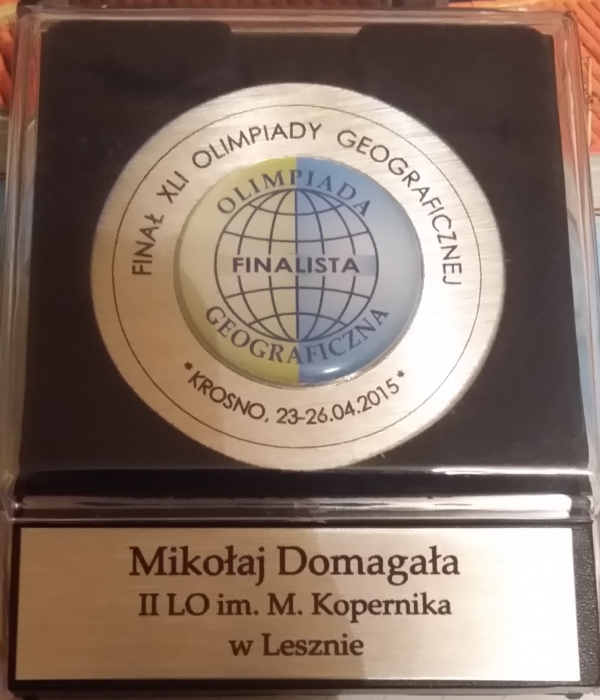 FINAŁ XLI OLIMPIADY GEOGRAFICZNEJ
OLIMPIADA
FINALISTA
GEOGRAFICZNA
* KROSNO, 23-26.04.2015 *
Mikołaj Domagała
II LO im. M. Kopernika
w Lesznie